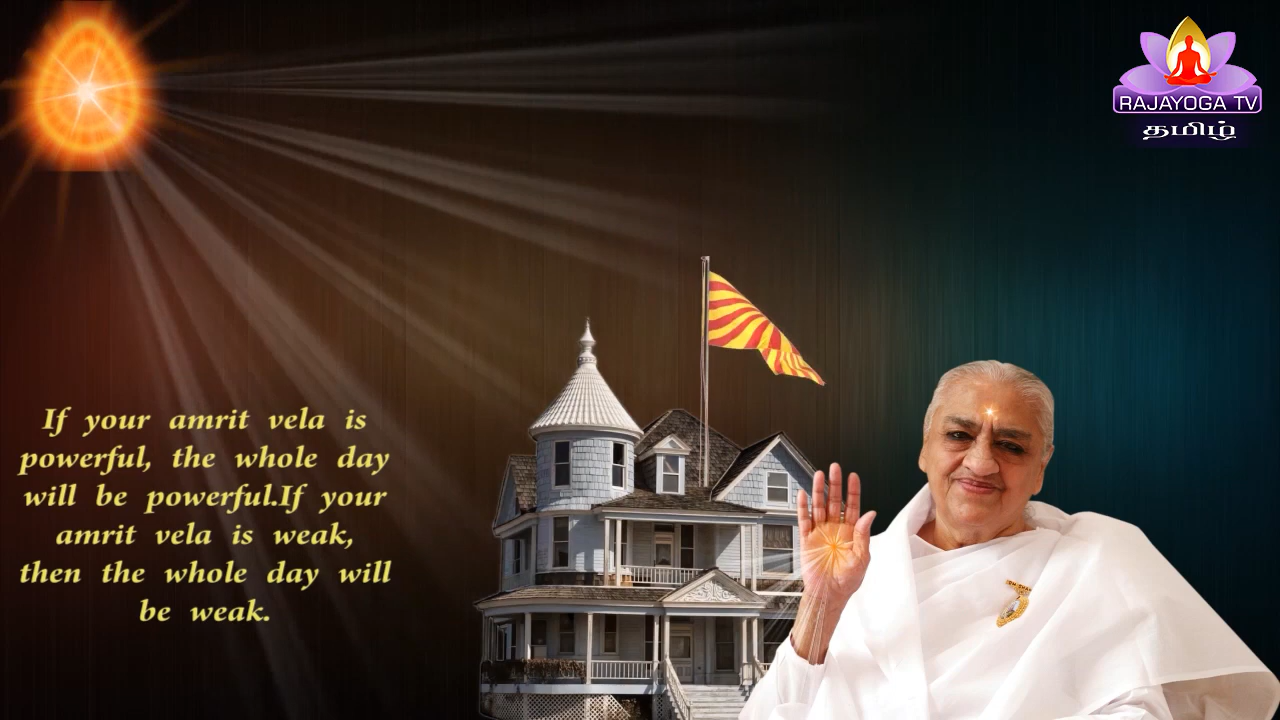 RAJAYOGA TV
தமிழ்
If your amrit vela is
powerful, the whole day
will be powerful.If your
amrit vela is weak,
then the whole day will
be weak.